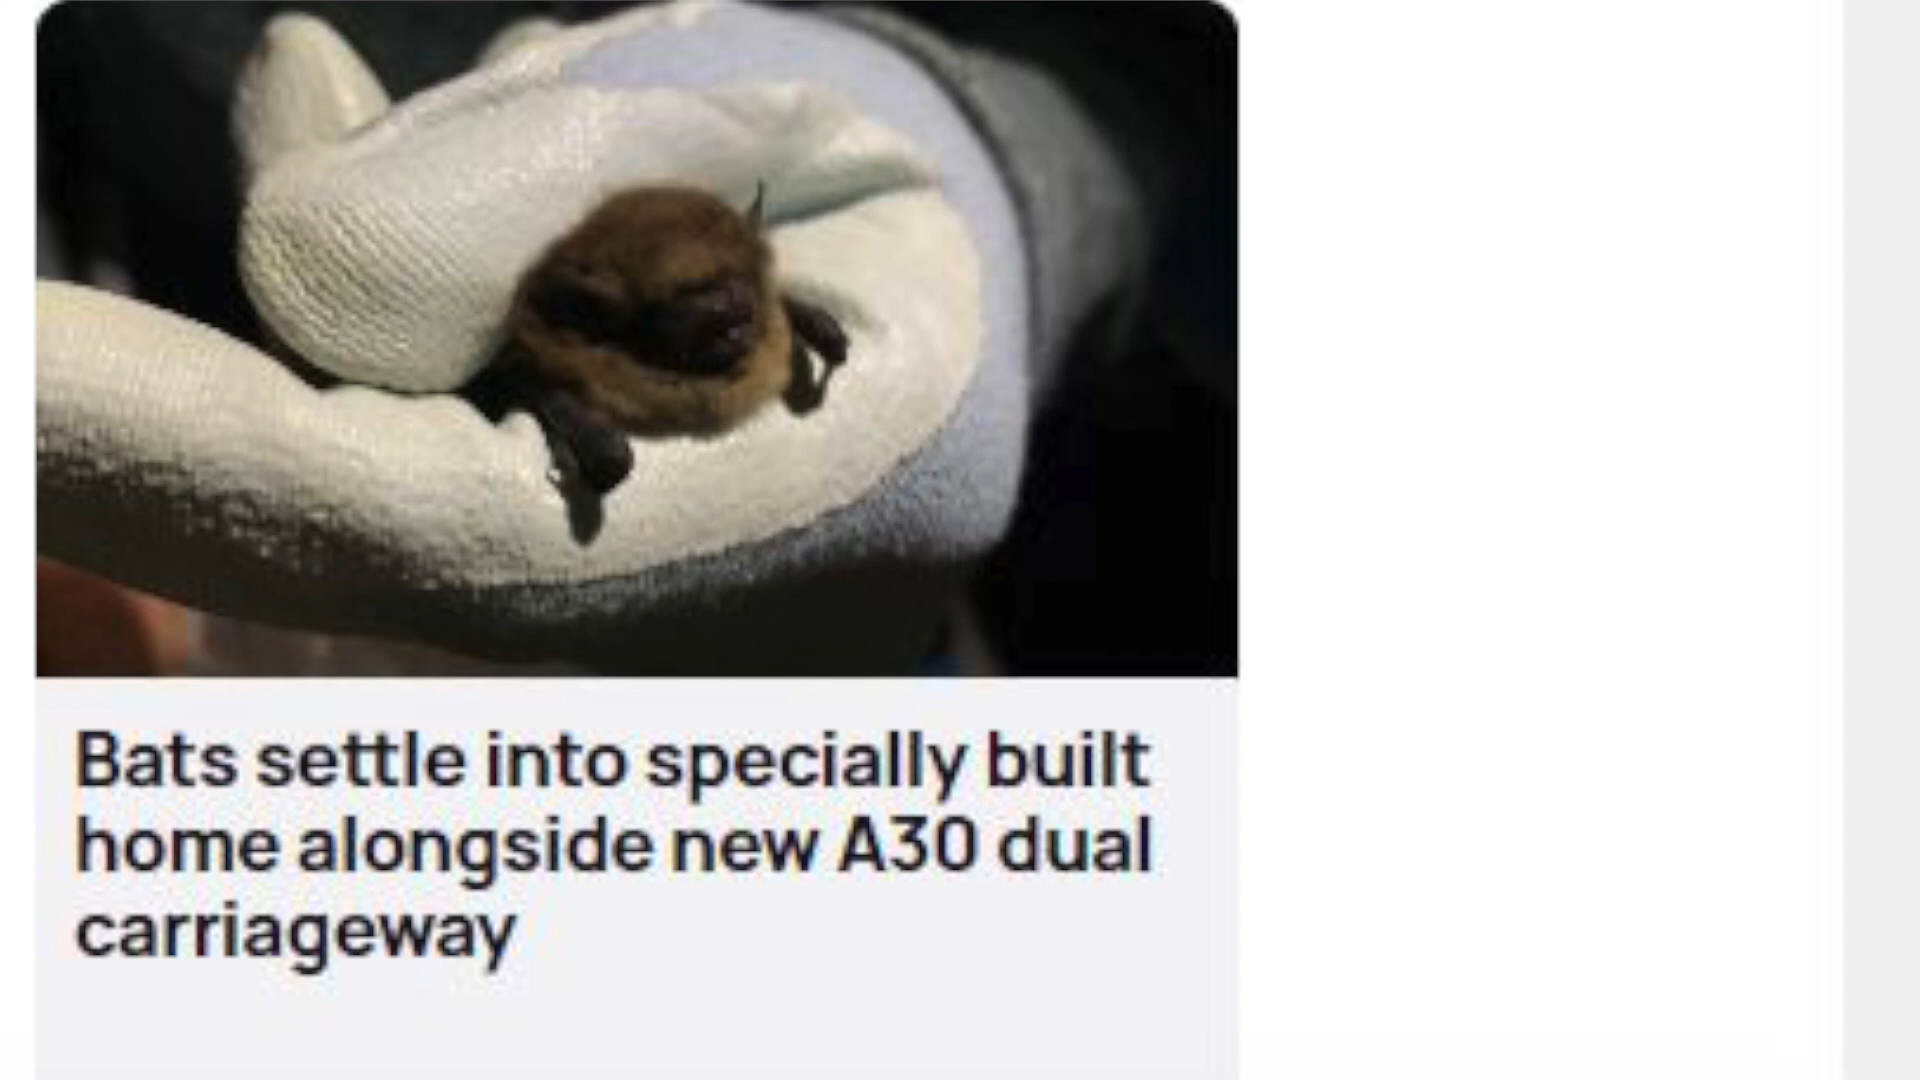 Bats settle into specially built
home alongside new A30 dual
carriageway